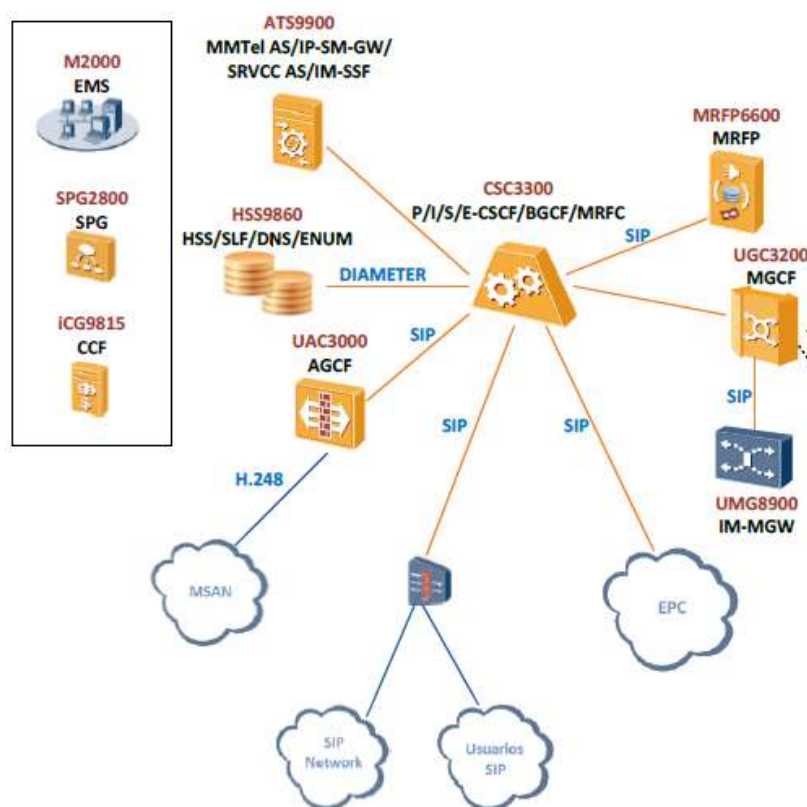 ATS9900
MMTel AS/IP-SM-GW/
SRVCC AS/IM-SSF
M2000
EMS
SPG2800
SPG
iCG9815
CCF
HSS9860
HSS/SLF/DNS/ENUM
DIAMETER
CSC3300
P/I/S/E-CSCF/BGCF/MRFC
MRFP6600
MRFP
SIP
UGC3200
MGCF
SIP
UMG8900
IM-MGW
UAC3000
AGCF
SIP
H.248
SIP
SIP
MSAN
EPC
SIP
Network
Usuarios
SIP